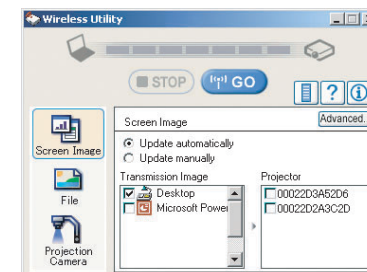 Wireless Utility
STOP
GO
?
i
Screen Image
Advanced.
Update automatically
Update manually
Transmission Image
Projector
Desktop
00022D3A52D6
Microsoft Power
00022D2A3C2D
Screen Image
File
Projection
Camera